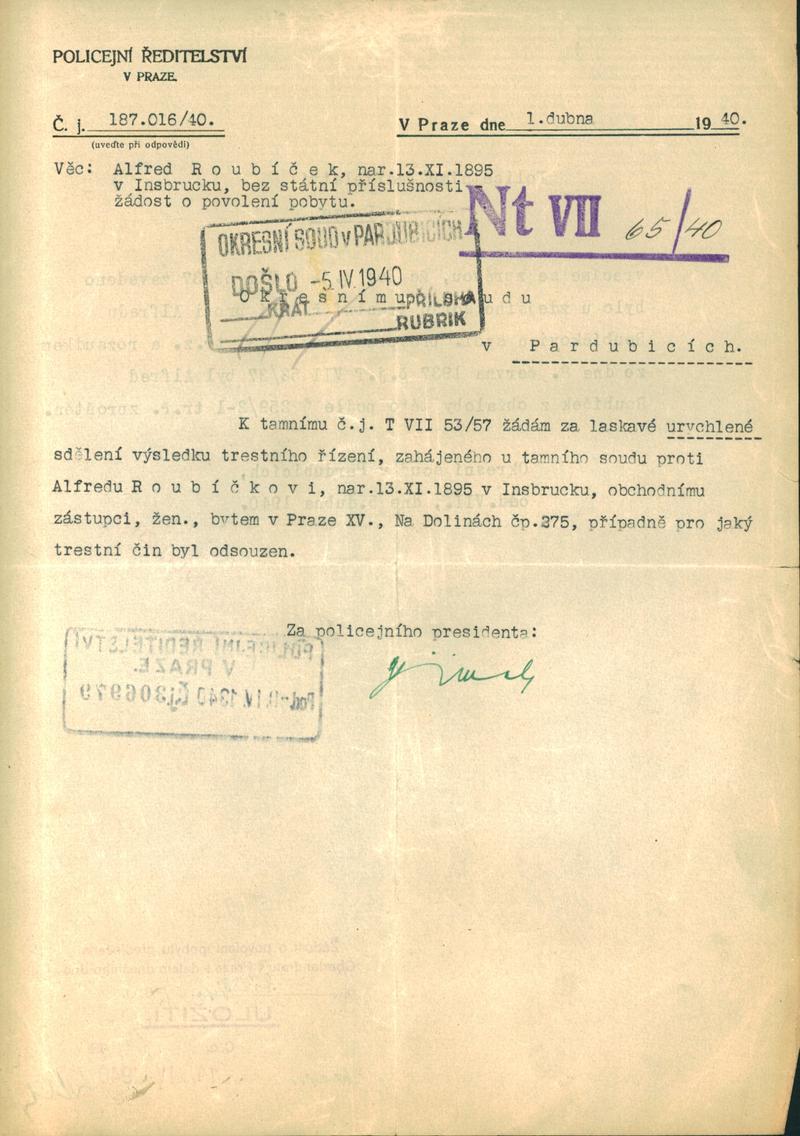 POLICEJNÍ ŘEDITELSTVÍ
V PRAZE.
Č. j. 187.016/40.
(uveďte při odpovědi)
V Praze dne 1.dubna 1940.
Věc: Alfred R o u b í č e k, nar.13.XI.1895
v Insbrucku, bez státní příslušnosti -
žádost o povolení pobytu.
Nt VII 65/40
OKRESNÍ SOUD v PARDUBICÍCH
DOŠLO -5.IV.1940
KRÁT PŘÍLOHA
RUBRIK
O k r e s n í m u s o u d u
v P a r d u b i c í c h.
K tamnímu č.j. T VII 53/57 žádám za laskavé urychlené
sdělení výsledku trestního řízení, zahájeného u tamního soudu proti
Alfredu R o u b í č k o v i, nar.13.XI.1895 v Insbrucku, obchodnímu
zástupci, žen., bytem v Praze XV., Na Dolinách čp.375, případně pro jaký
trestní čin byl odsouzen.
Za policejního presidenta:
POLICEJNÍ ŘEDITELSTVÍ
V PRAZE.